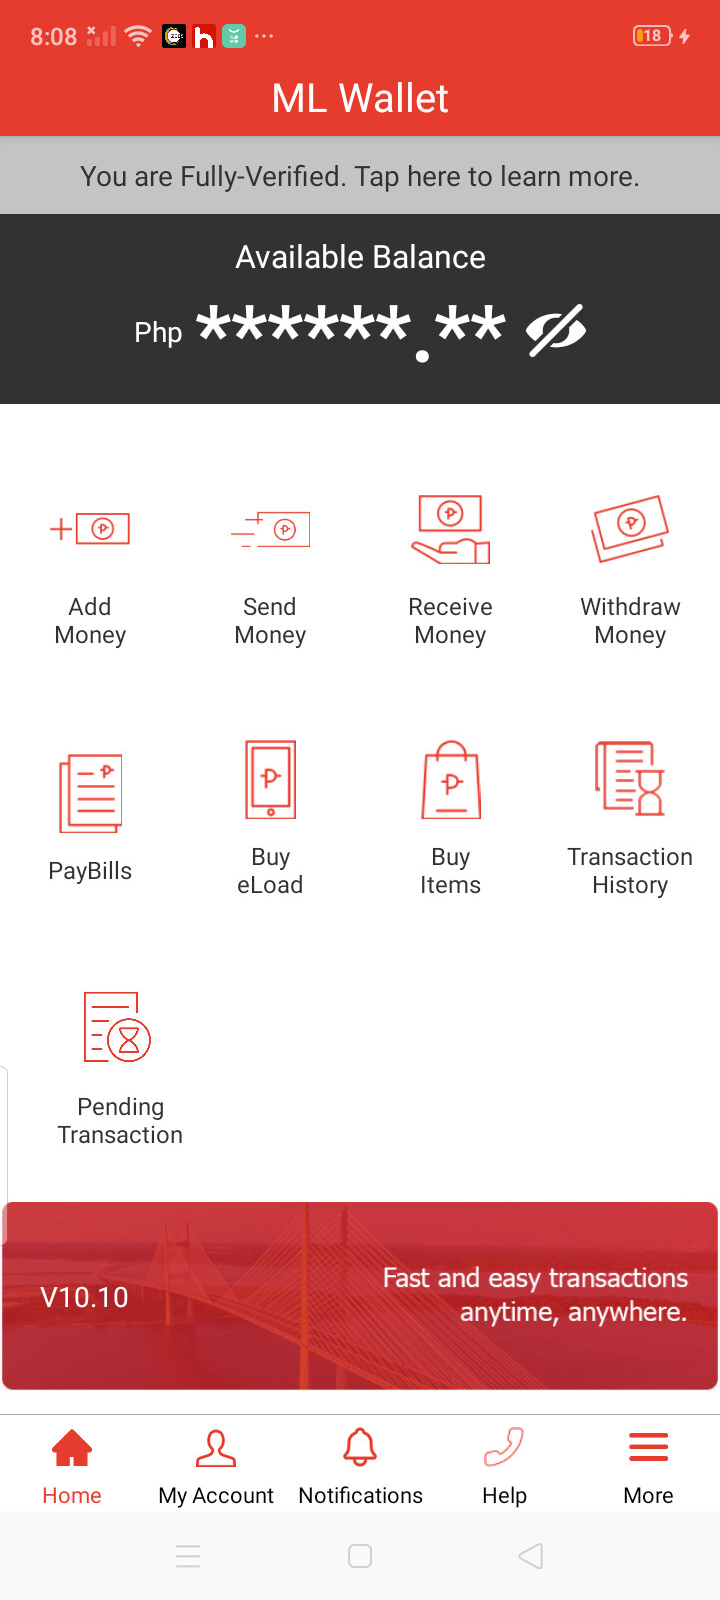 8:08 18
ML Wallet
You are Fully-Verified. Tap here to learn more.
Available Balance
Php ******.**
Add Money
Send Money
Receive Money
Withdraw Money
PayBills
Buy eLoad
Buy Items
Transaction History
Pending Transaction
V10.10
Fast and easy transactions
anytime, anywhere.
Home My Account Notifications Help More